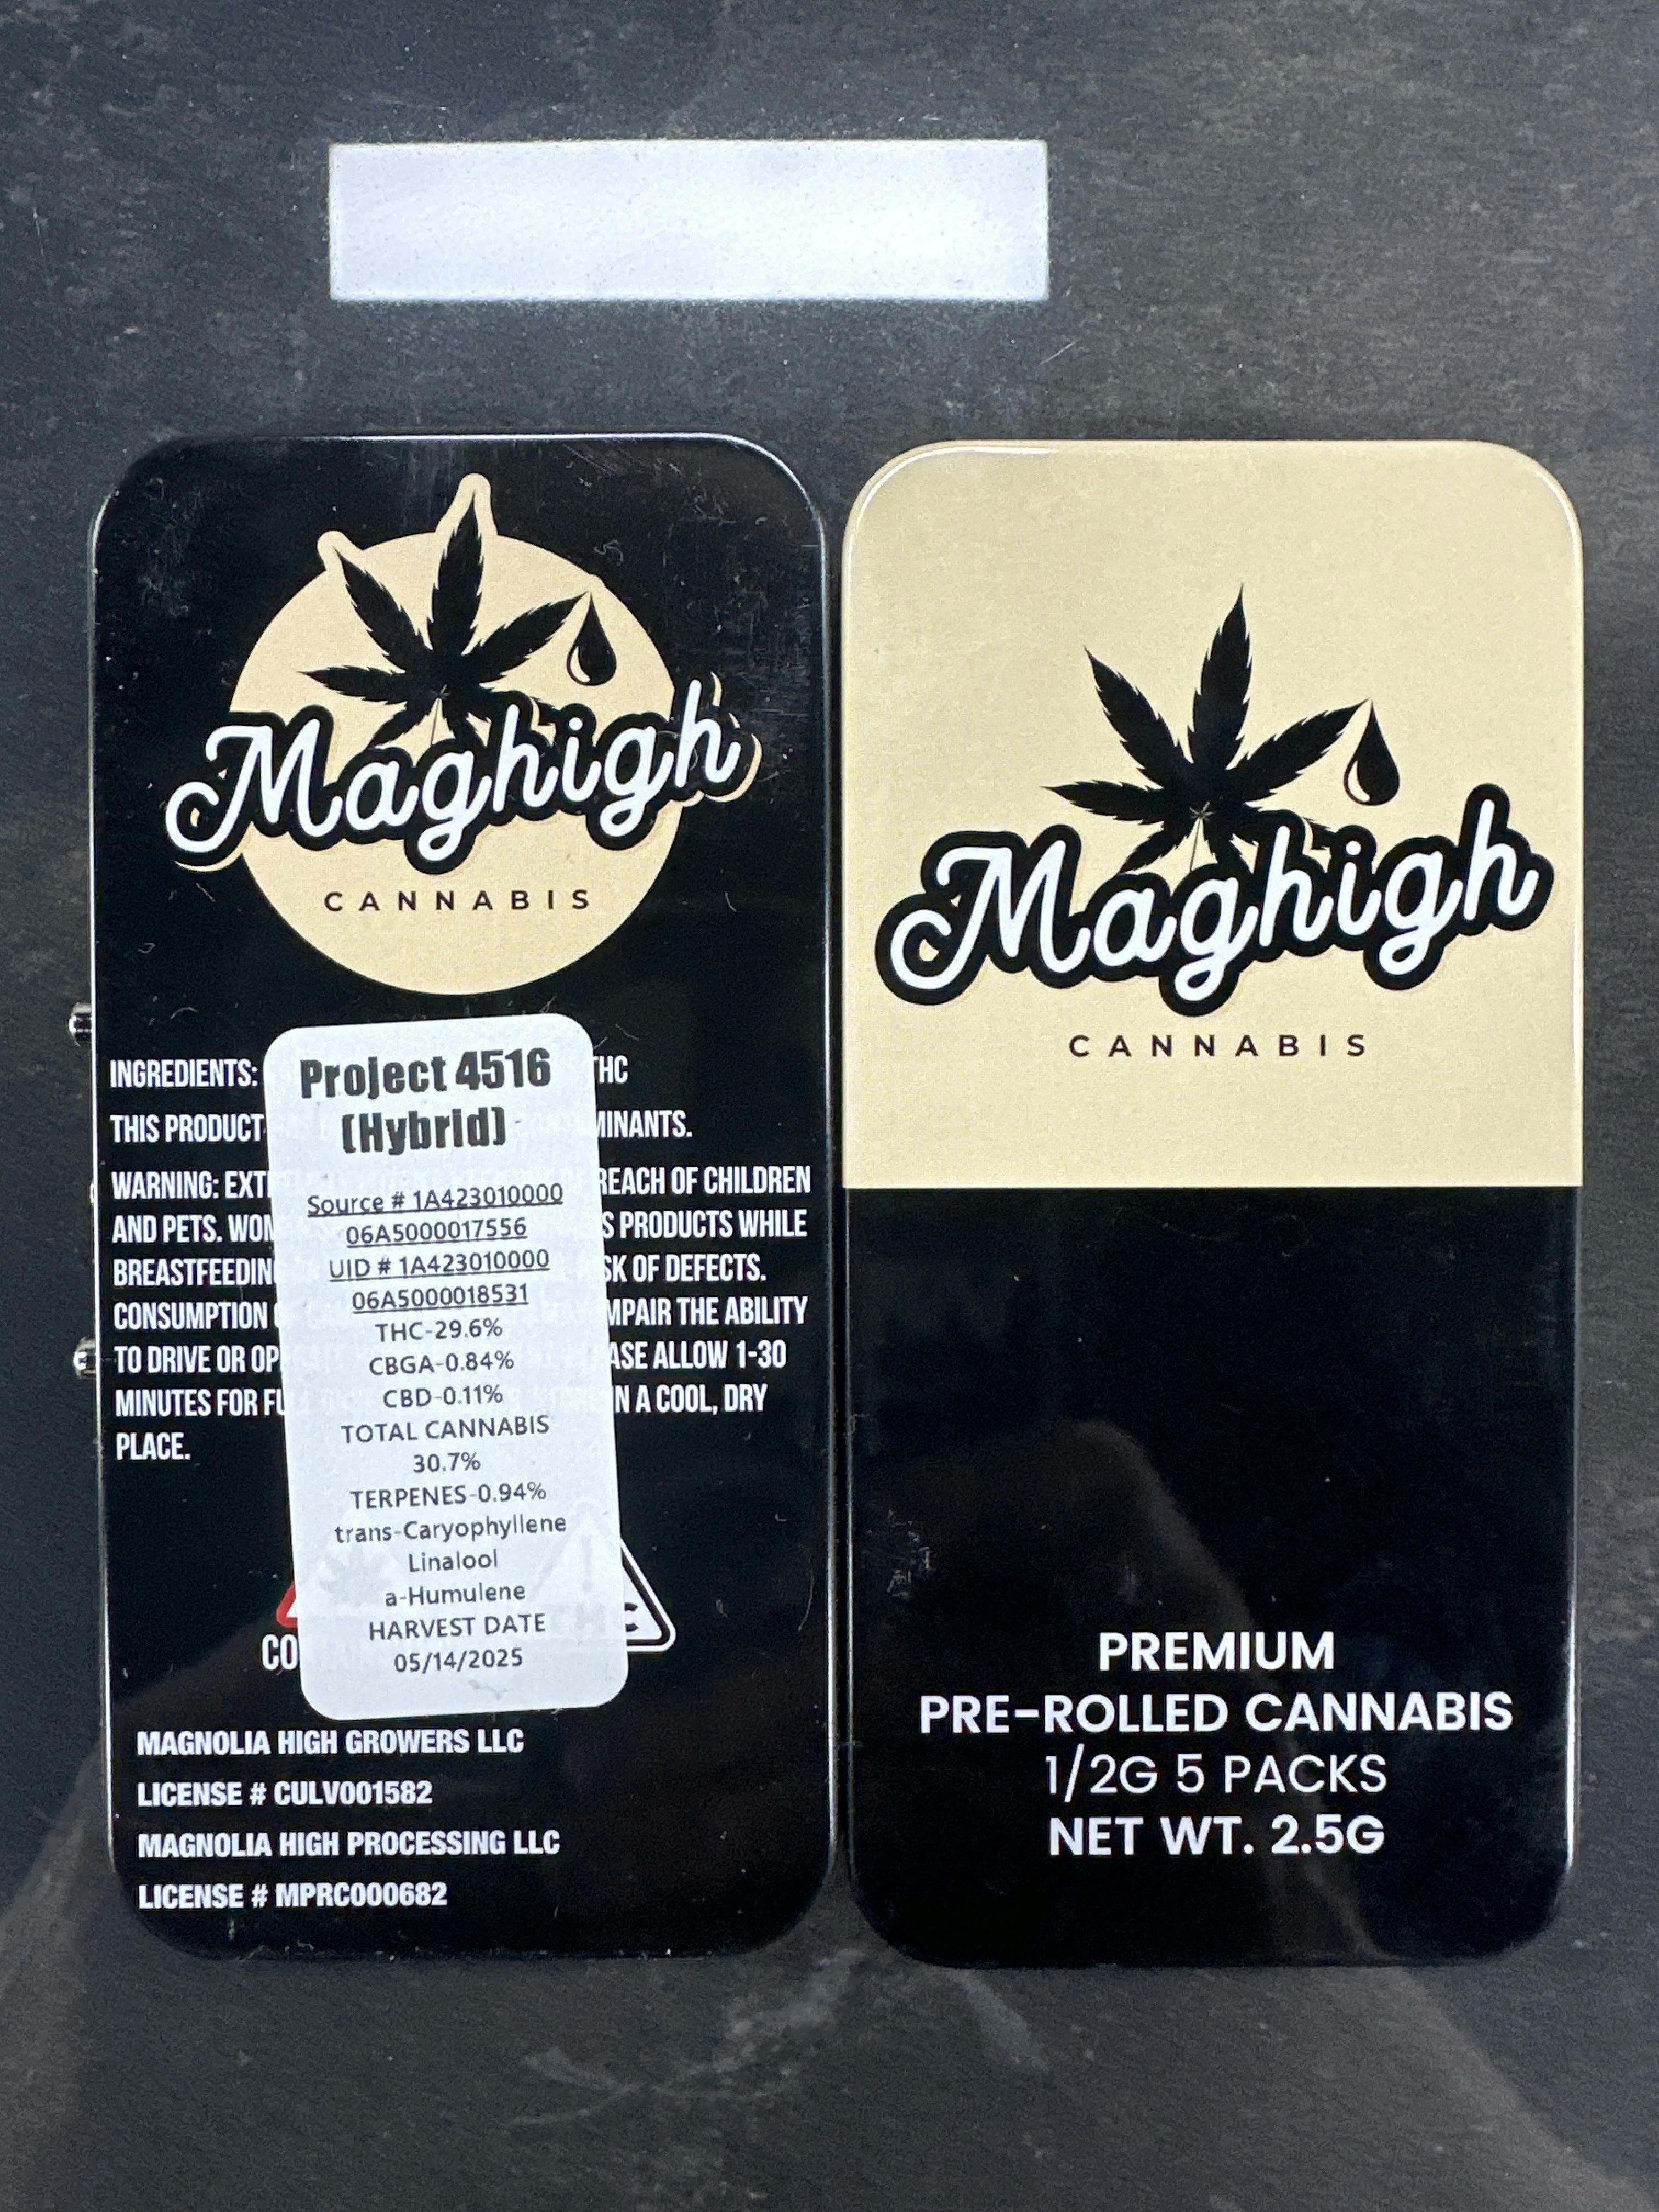 Maghigh
CANNABIS
INGREDIENTS: THC
THIS PRODUCT MINANTS.
WARNING: EXT REACH OF CHILDREN
AND PETS. WOM S PRODUCTS WHILE
BREASTFEEDIN SK OF DEFECTS.
CONSUMPTION MPAIR THE ABILITY
TO DRIVE OR OP ASE ALLOW 1-30
MINUTES FOR FU IN A COOL, DRY
PLACE.
Project 4516
(Hybrid)
Source # 1A423010000
06A5000017556
UID # 1A423010000
06A5000018531
THC-29.6%
CBGA-0.84%
CBD-0.11%
TOTAL CANNABIS
30.7%
TERPENES-0.94%
trans-Caryophyllene
Linalool
a-Humulene
HARVEST DATE
05/14/2025
CO
MAGNOLIA HIGH GROWERS LLC
LICENSE # CULV001582
MAGNOLIA HIGH PROCESSING LLC
LICENSE # MPRC000682
Maghigh
CANNABIS
PREMIUM
PRE-ROLLED CANNABIS
1/2G 5 PACKS
NET WT. 2.5G